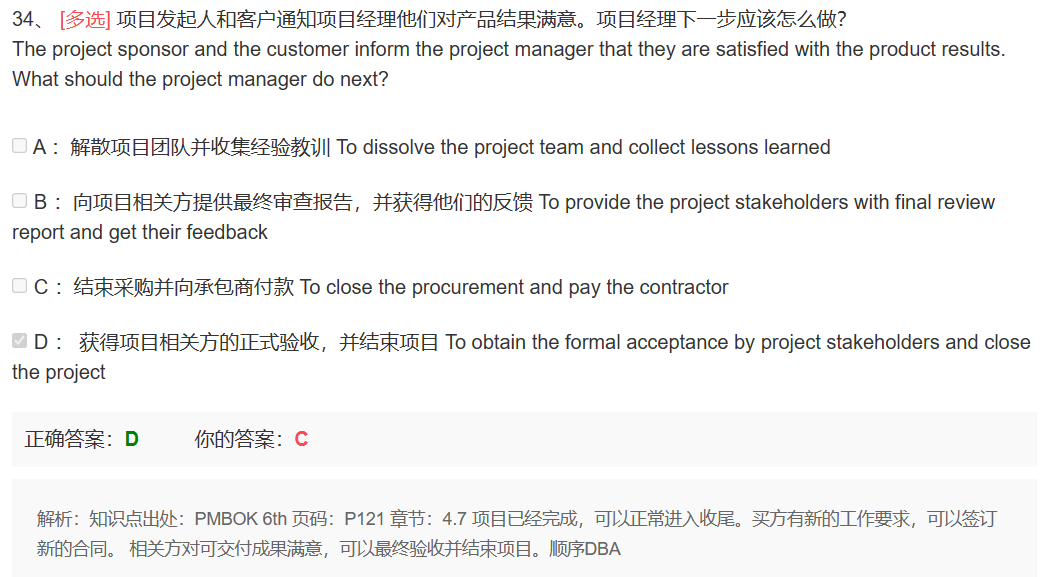 34、 [多选] 项目发起人和客户通知项目经理他们对产品结果满意。项目经理下一步应该怎么做？
The project sponsor and the customer inform the project manager that they are satisfied with the product results.
What should the project manager do next?
A： 解散项目团队并收集经验教训| To dissolve the project team and collect lessons learned
B： 向项目相关方提供最终审查报告，并获得他们的反馈 To provide the project stakeholders with final review
report and get their feedback
C： 结束采购并向承包商付款 To close the procurement and pay the contractor
D： 获得项目相关方的正式验收，并结束项目 To obtain the formal acceptance by project stakeholders and close
the project
正确答案：D 你的答案：C
解析：知识点出处：PMBOK 6th 页码：P121 章节：4.7 项目已经完成，可以正常进入收尾。买方有新的工作要求，可以签订
新的合同。 相关方对可交付成果满意，可以最终验收并结束项目。顺序DBA